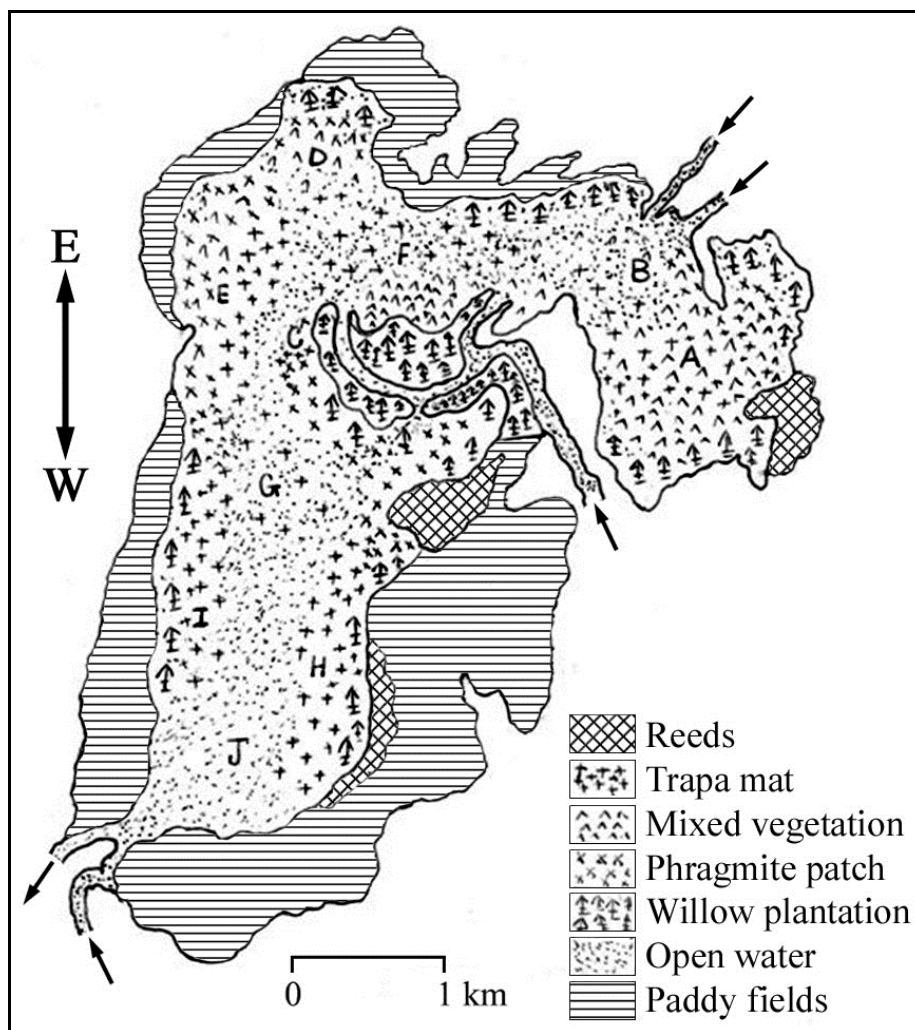 D
F
B
E
E
C
A
W
G
I
H
J
Reeds
Trapa mat
Mixed vegetation
Phragmite patch
Willow plantation
Open water
Paddy fields
0 1 km